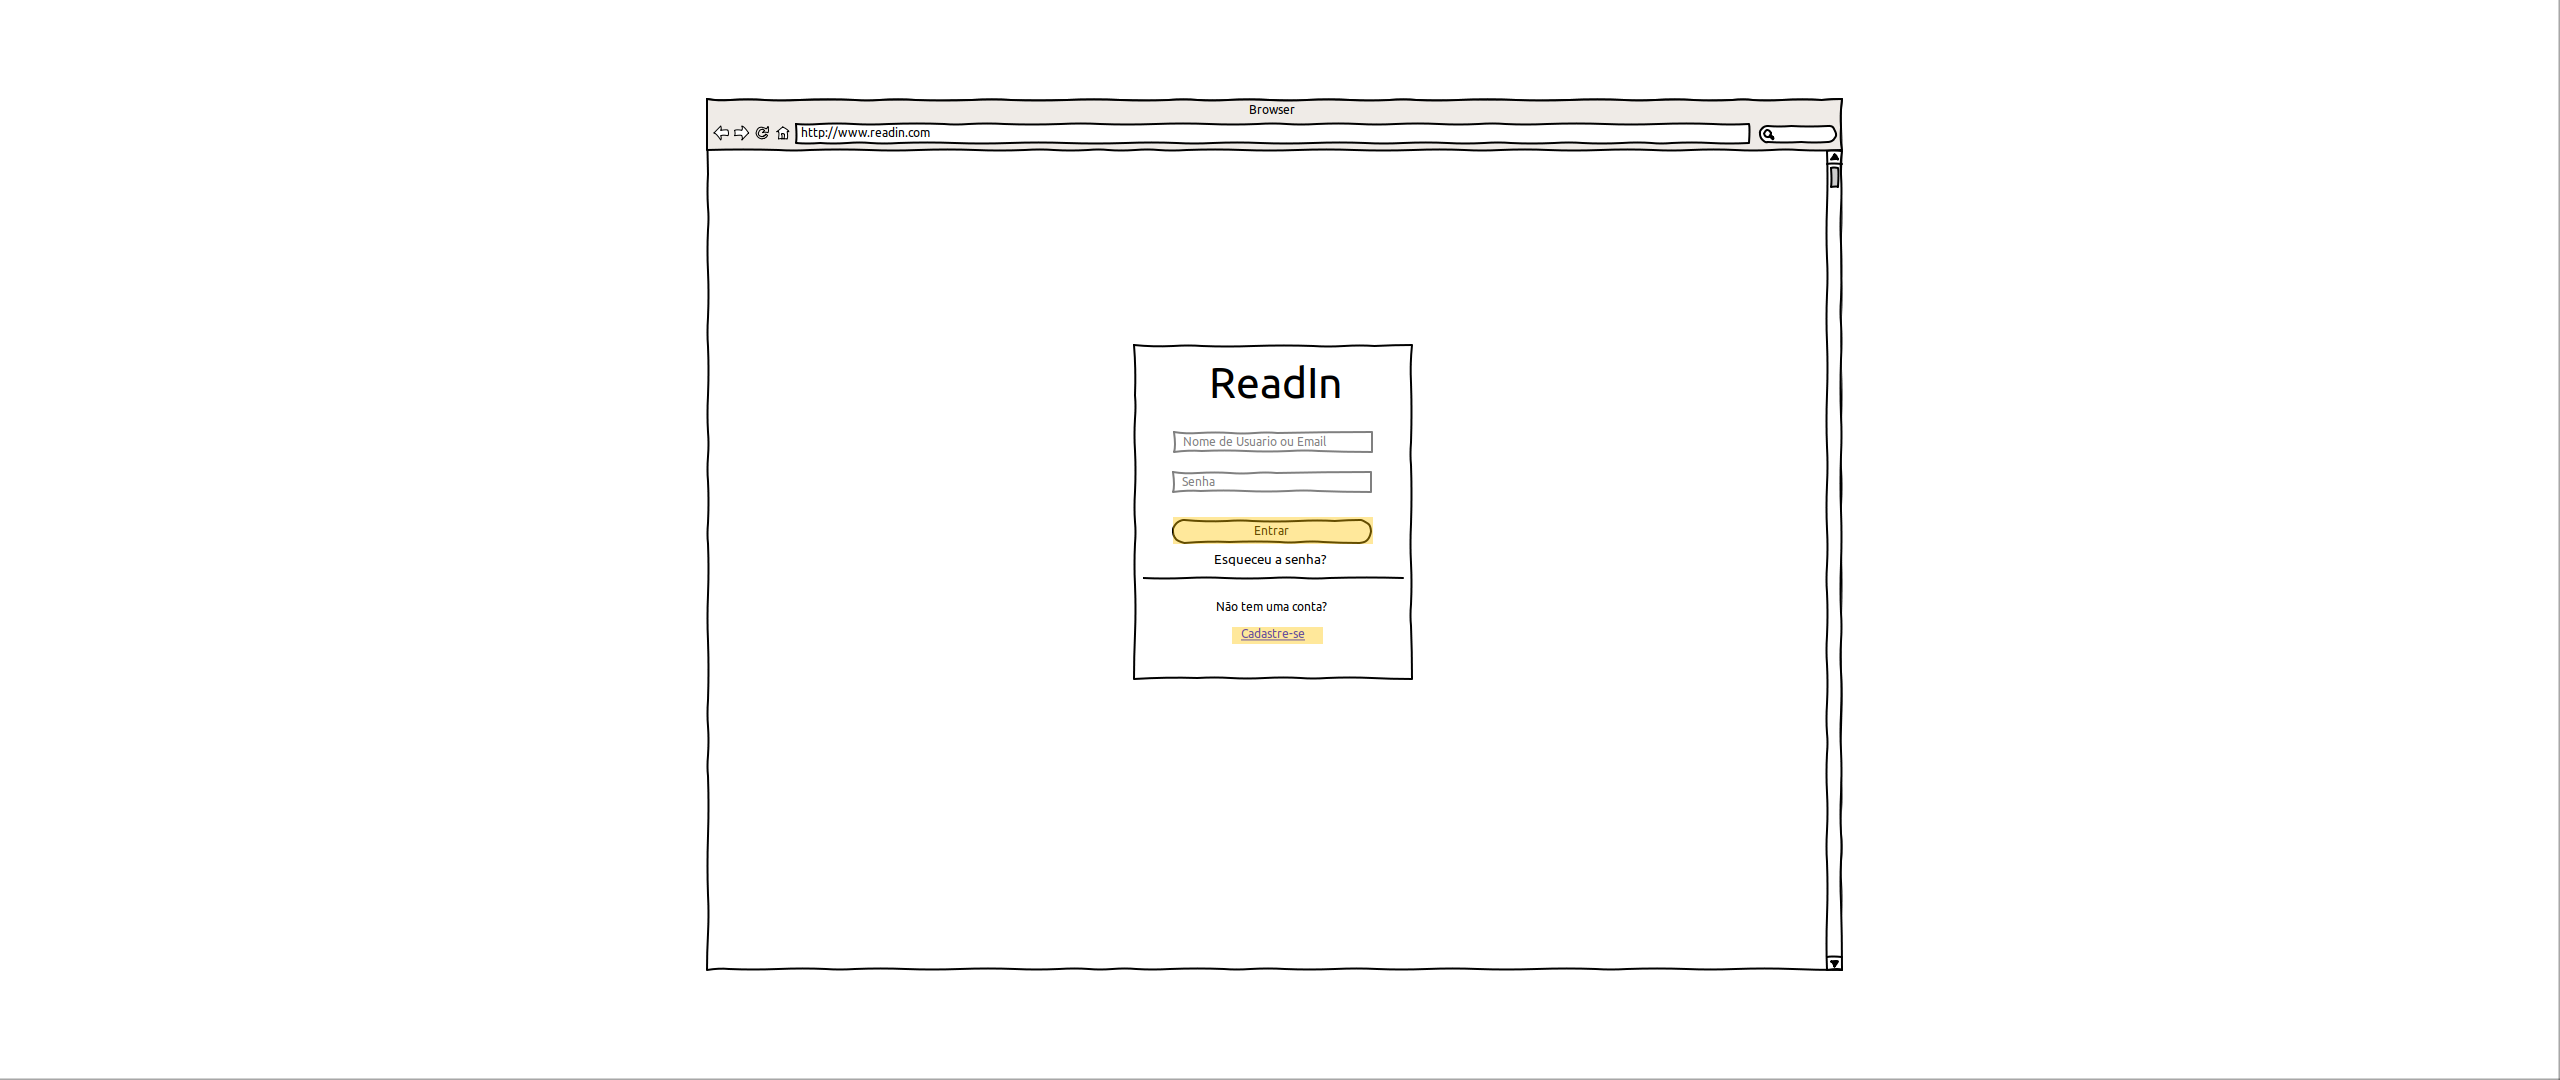 Browser
http://www.readin.com
ReadIn
Nome de Usuario ou Email
Senha
Entrar
Esqueceu a senha?
Não tem uma conta?
Cadastre-se